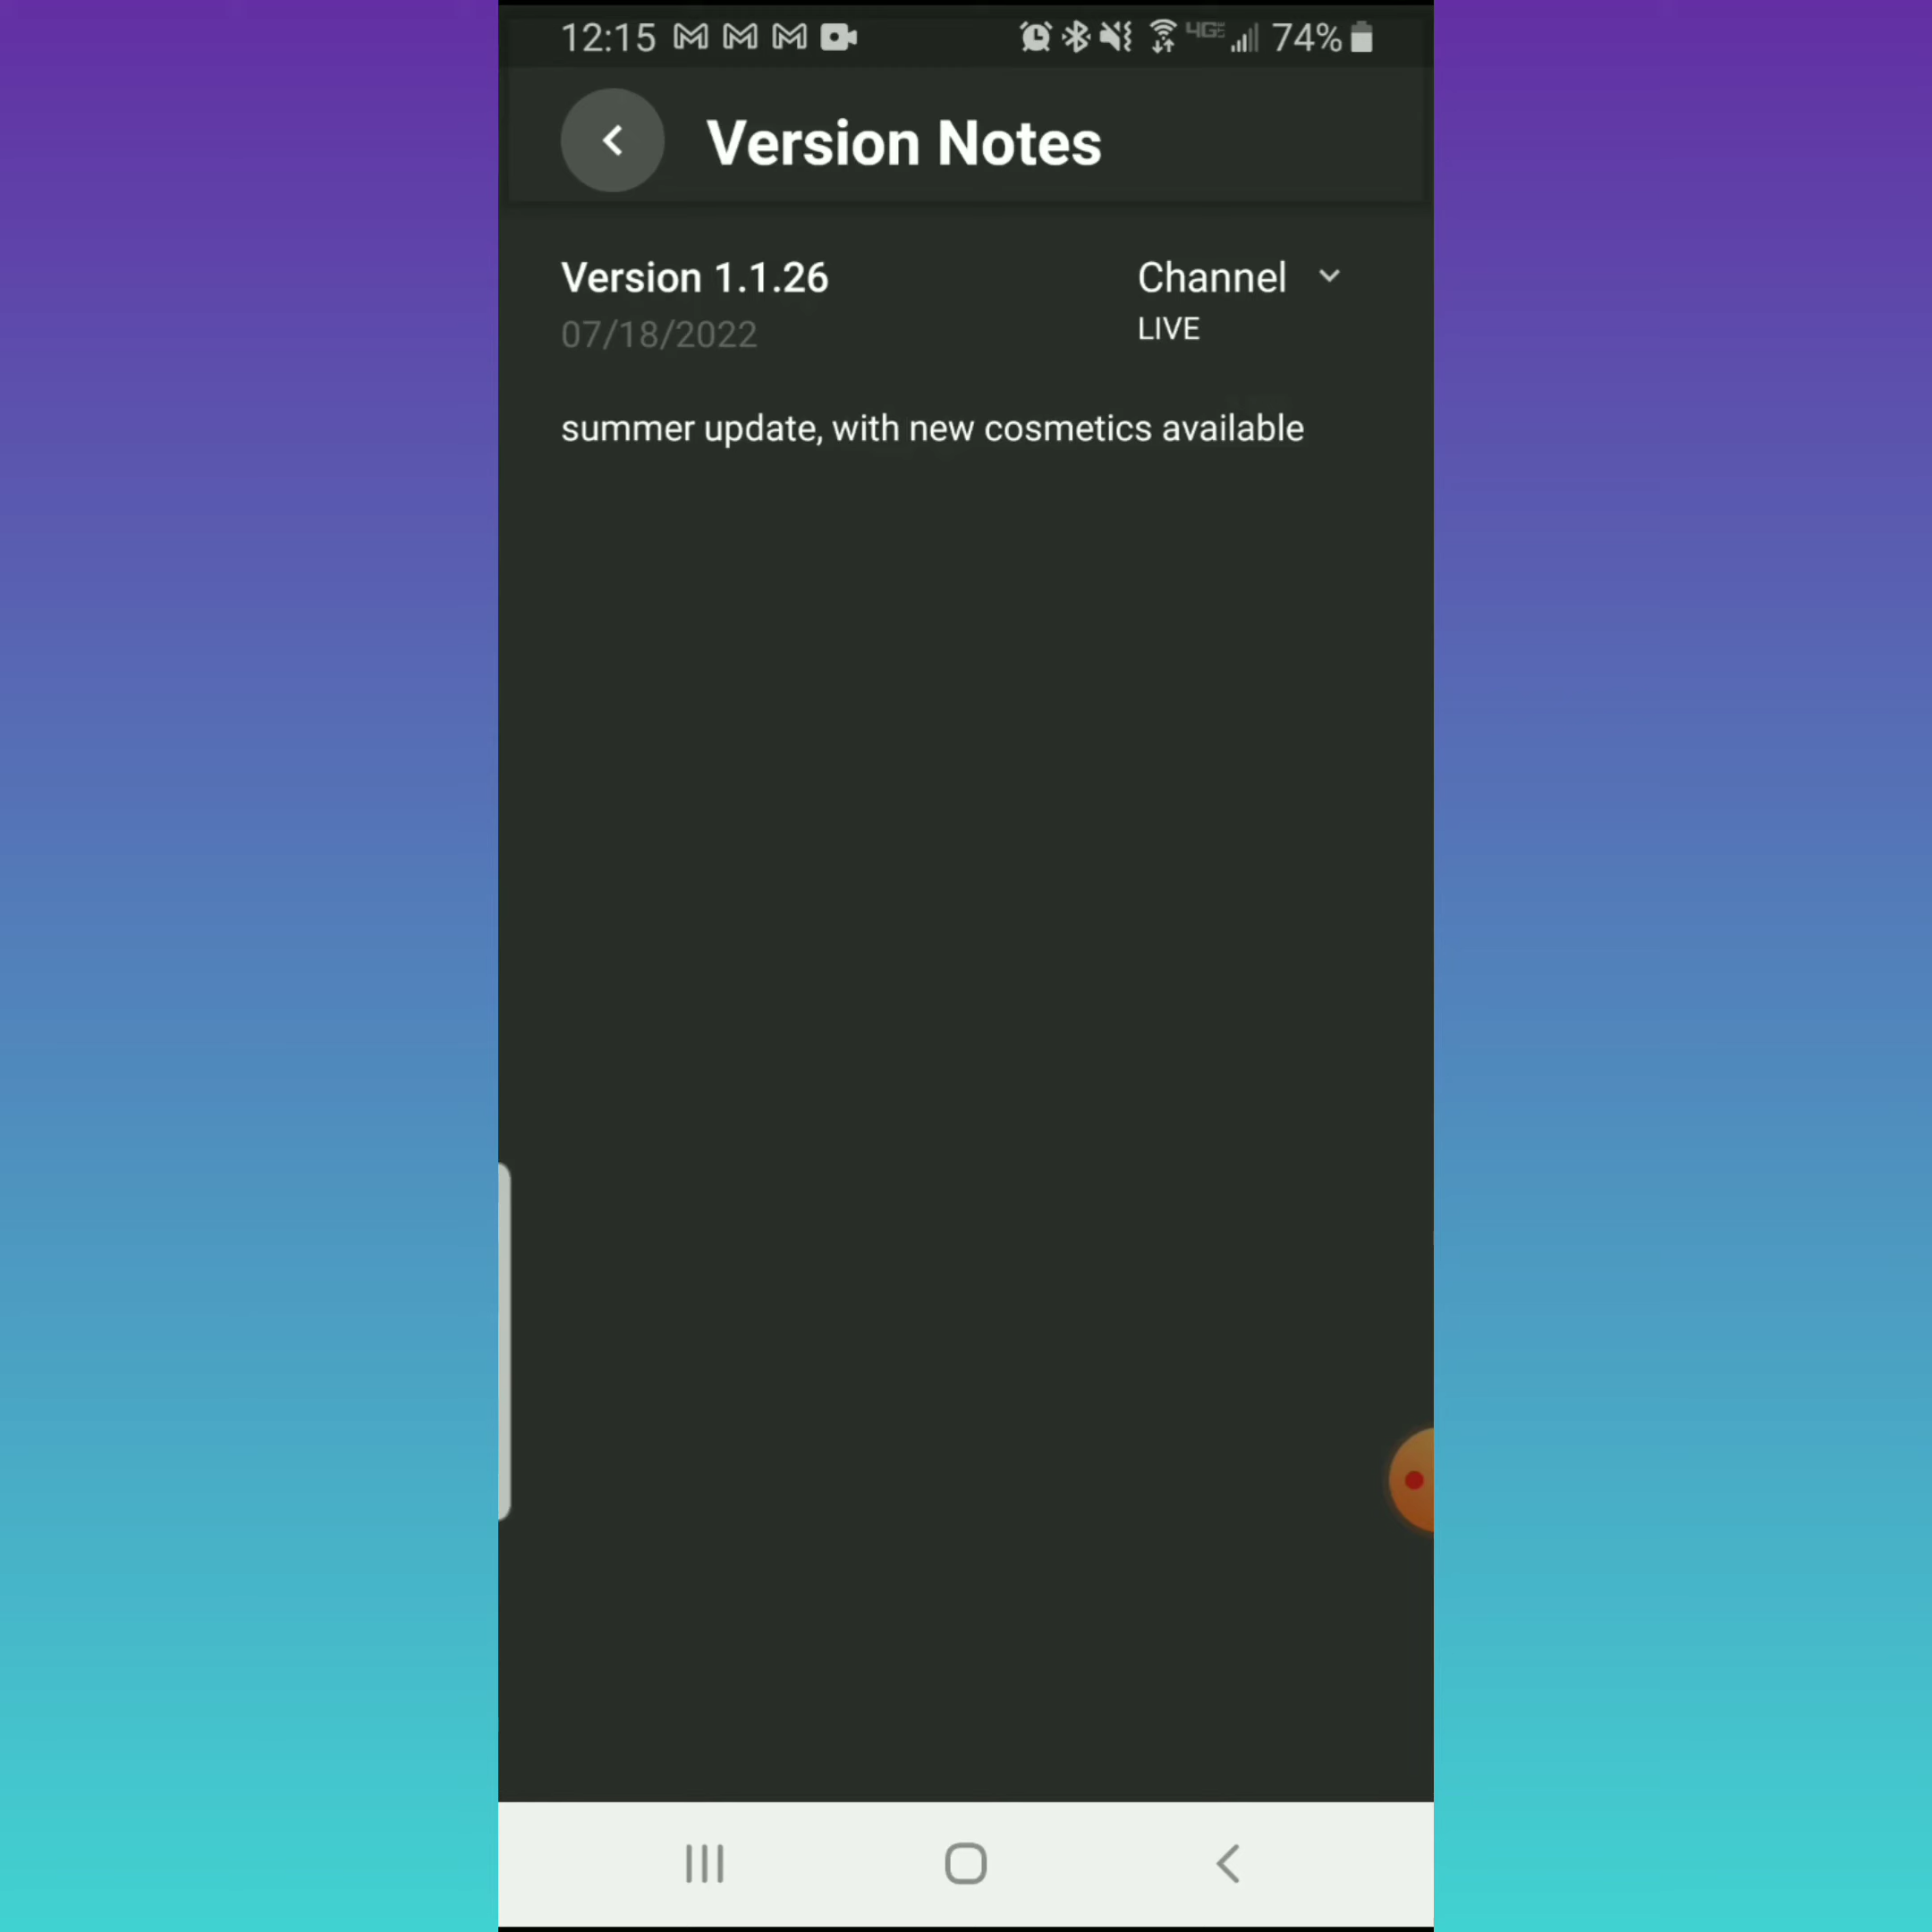 12:15 74%
Version Notes
Version 1.1.26 Channel
07/18/2022 LIVE
summer update, with new cosmetics available